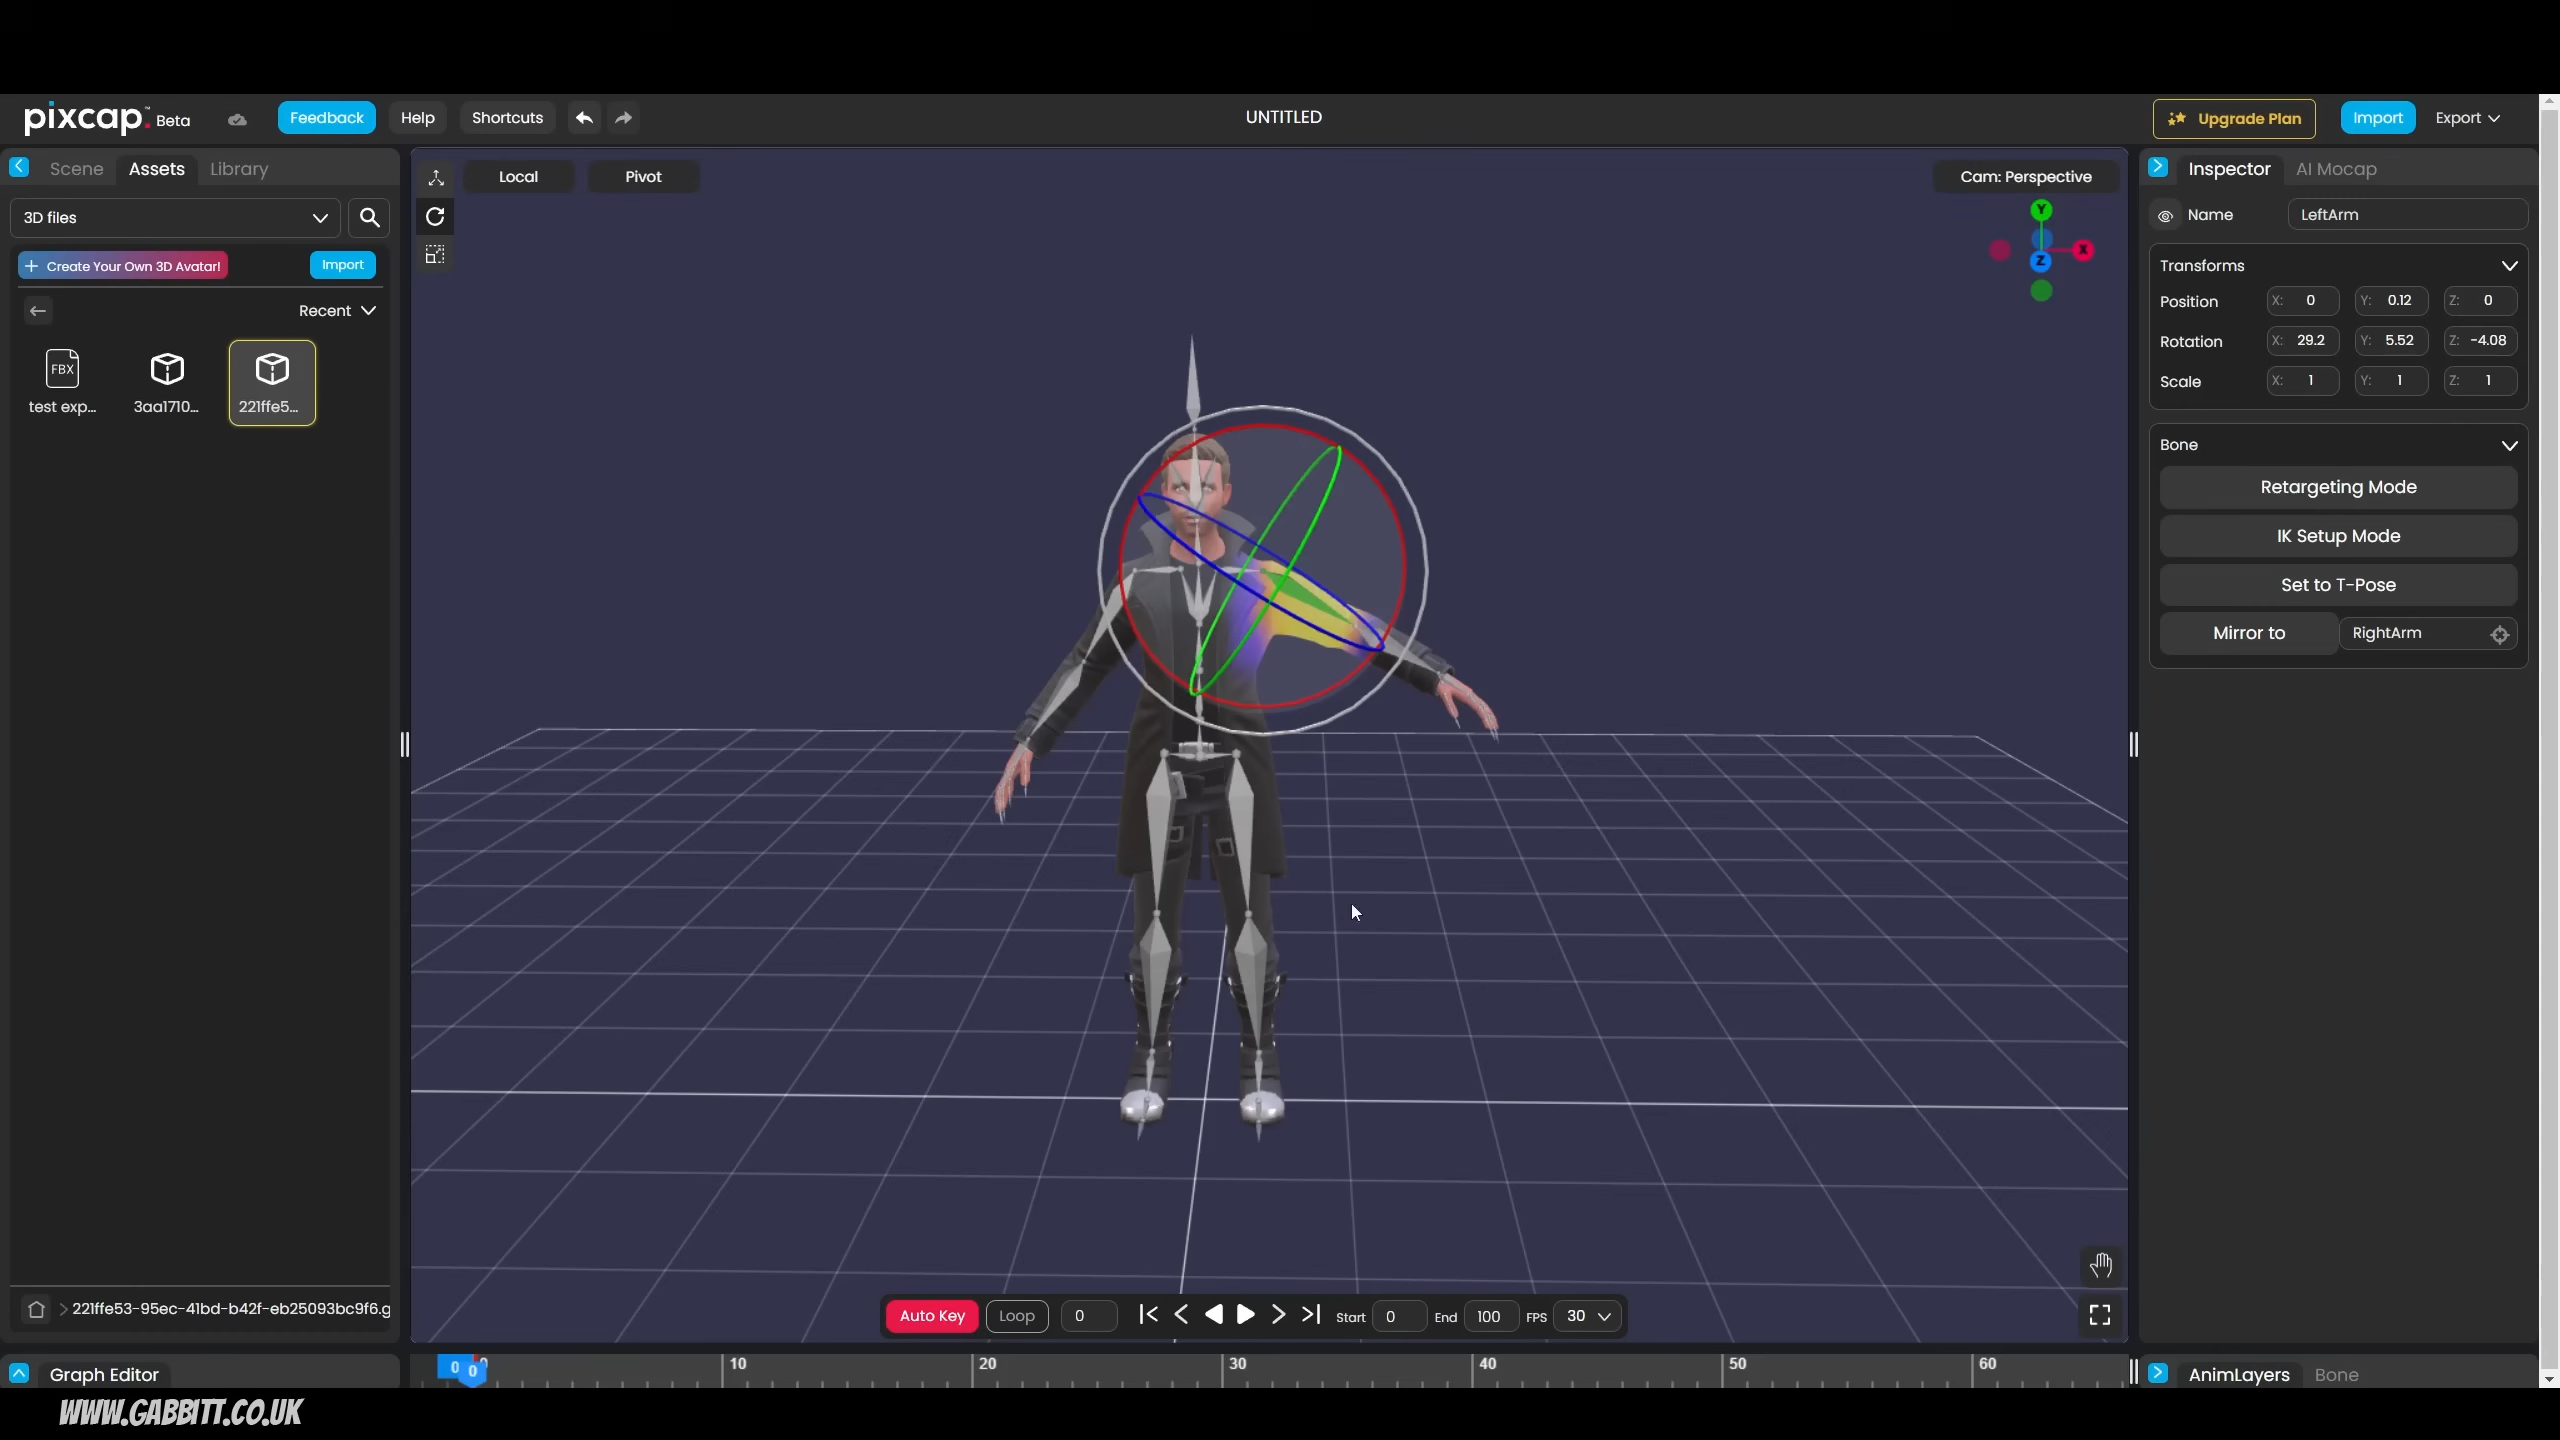 pixcap.™ Beta
Feedback
Help
Shortcuts
UNTITLED
Upgrade Plan
Import
Export
Scene
Assets
Library
Local
Pivot
Cam: Perspective
Inspector
AI Mocap
3D files
Name
LeftArm
Y
X
Z
+ Create Your Own 3D Avatar!
Import
Transforms
Recent
Position X: 0 Y: 0.12 Z: 0
Rotation X: 29.2 Y: 5.52 Z: -4.08
Scale X: 1 Y: 1 Z: 1
FBX
test exp...
3aa1710...
221ffe5...
Bone
Retargeting Mode
IK Setup Mode
Set to T-Pose
Mirror to
RightArm
> 221ffe53-95ec-41bd-b42f-eb25093bc9f6.g
Auto Key
Loop
0
Start 0
End 100
FPS 30
Graph Editor
0 0 0 10 20 30 40 50 60
AnimLayers
Bone
WWW.GABBITT.CO.UK